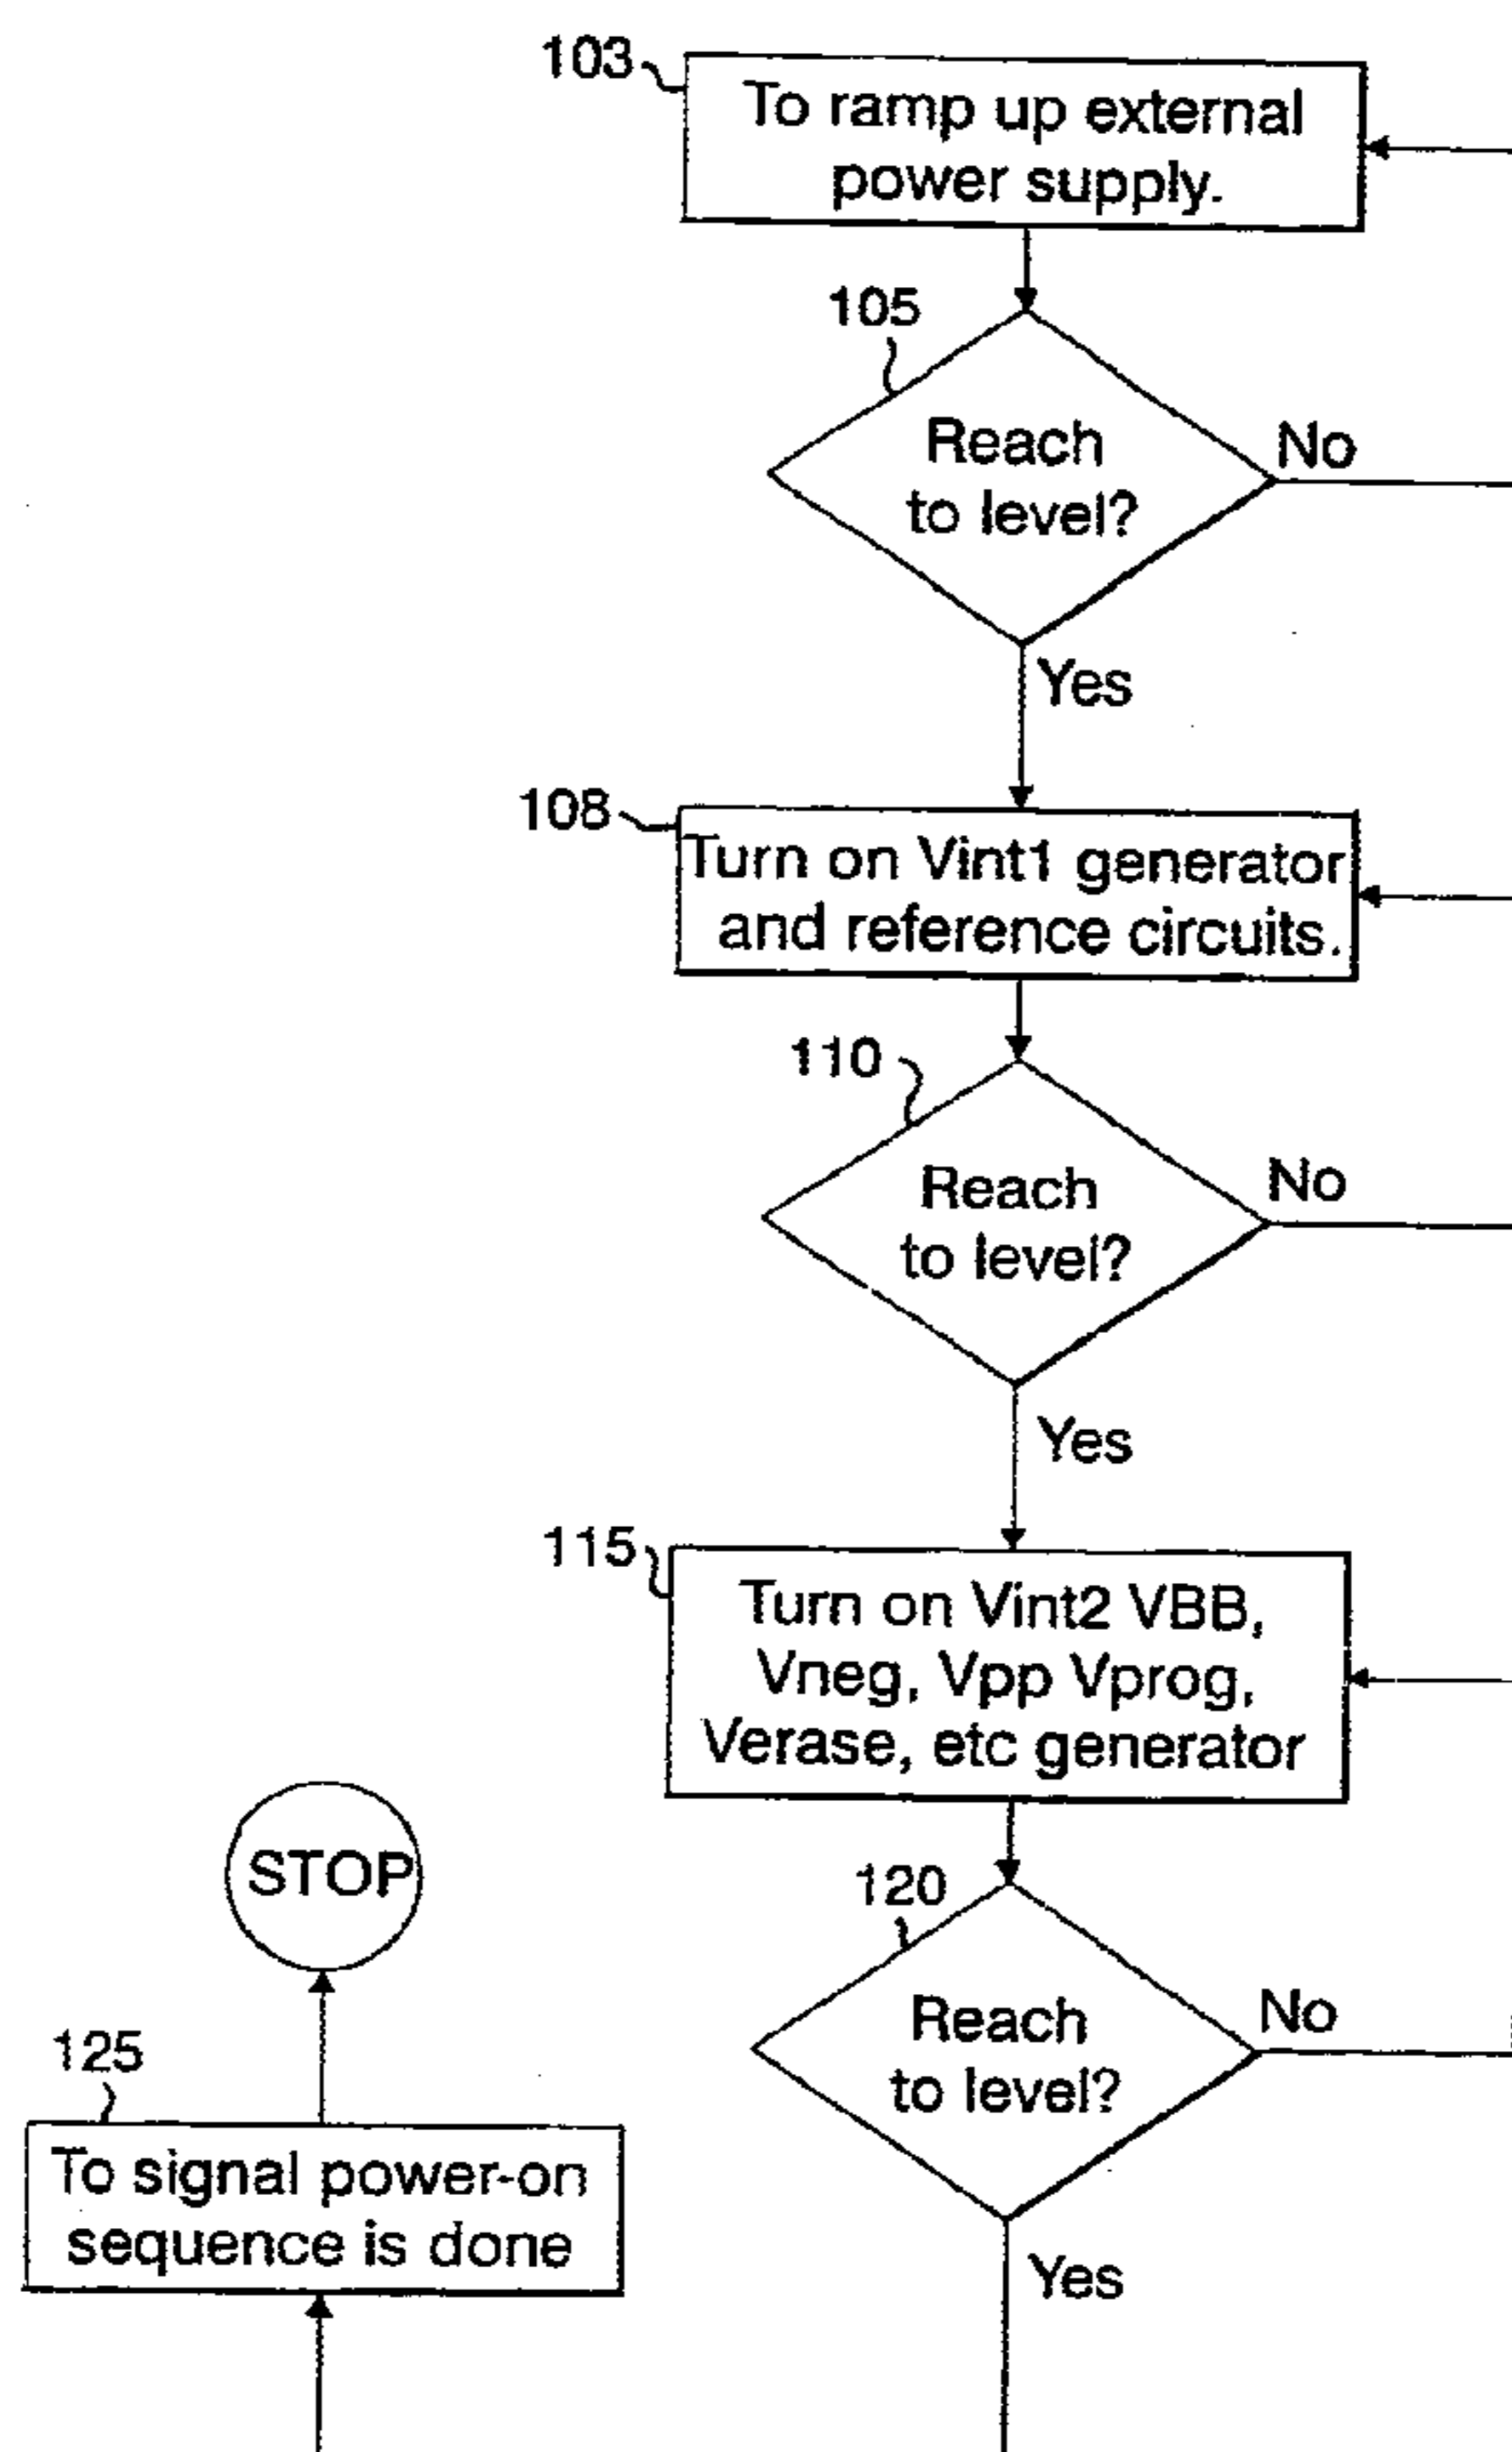 103
To ramp up external
power supply.
105
Reach
to level?
No
Yes
108
Turn on Vint1 generator
and reference circuits.
110
Reach
to level?
No
Yes
115
Turn on Vint2 VBB,
Vneg, Vpp Vprog,
Verase, etc generator
120
Reach
to level?
No
Yes
STOP
125
To signal power-on
sequence is done